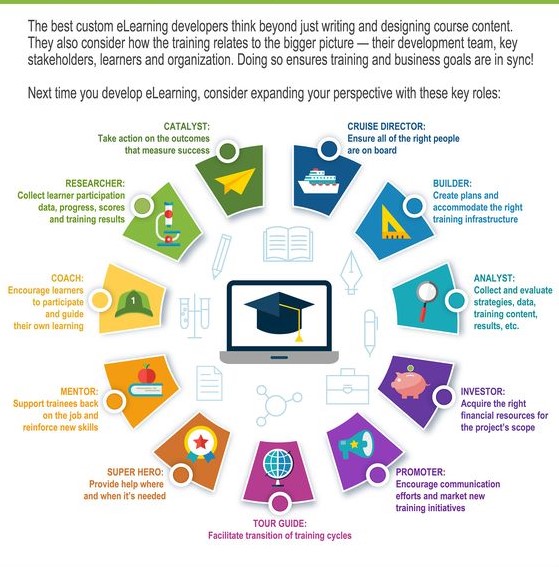 The best custom eLearning developers think beyond just writing and designing course content.
They also consider how the training relates to the bigger picture — their development team, key
stakeholders, learners and organization. Doing so ensures training and business goals are in sync!
Next time you develop eLearning, consider expanding your perspective with these key roles:
CATALYST:
Take action on the outcomes
that measure success
CRUISE DIRECTOR:
Ensure all of the right people
are on board
RESEARCHER:
Collect learner participation
data, progress, scores
and training results
BUILDER:
Create plans and
accommodate the right
training infrastructure
COACH:
Encourage learners
to participate
and guide
their own learning
1
ANALYST:
Collect and evaluate
strategies, data,
training content,
results, etc.
MENTOR:
Support trainees back
on the job and
reinforce new skills
INVESTOR:
Acquire the right
financial resources for
the project's scope
SUPER HERO:
Provide help where
and when it's needed
PROMOTER:
Encourage communication
efforts and market new
training initiatives
TOUR GUIDE:
Facilitate transition of training cycles